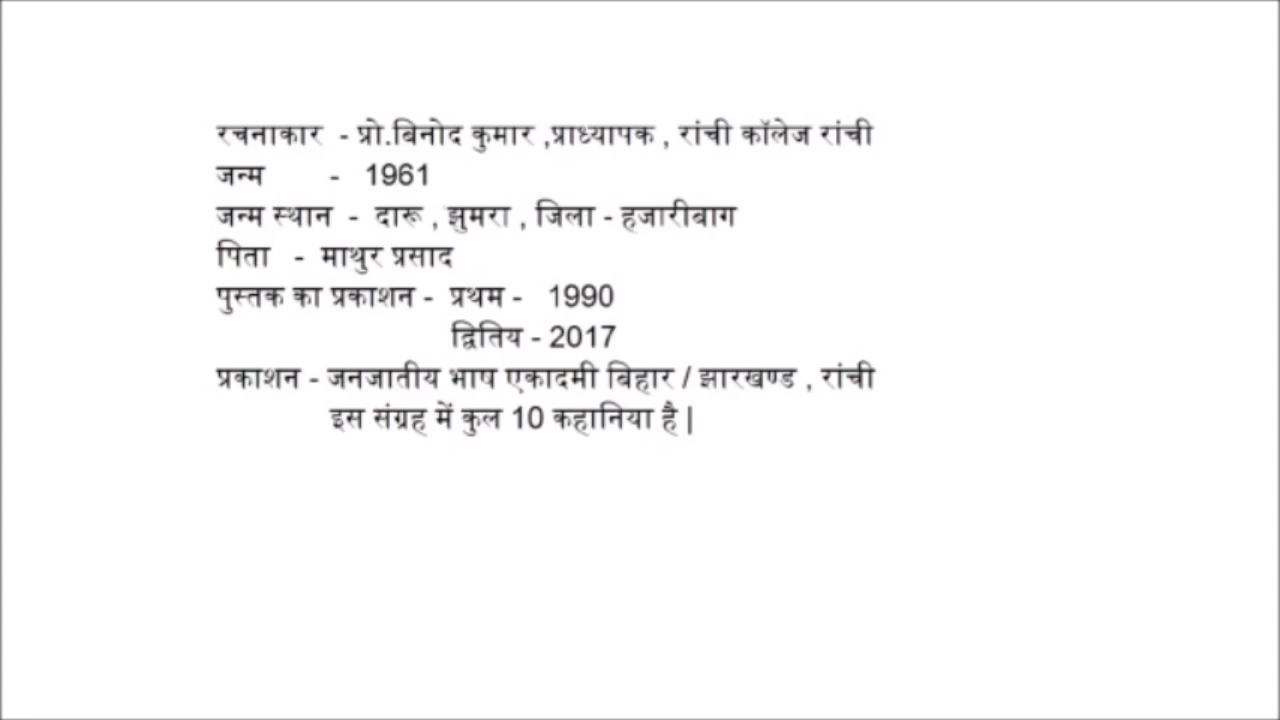 रचनाकार - प्रो.बिनोद कुमार ,प्राध्यापक , रांची कॉलेज रांची
जन्म - 1961
जन्म स्थान - दारू , झुमरा , जिला - हजारीबाग
पिता - माथुर प्रसाद
पुस्तक का प्रकाशन - प्रथम - 1990
द्वितिय - 2017
प्रकाशन - जनजातीय भाष एकादमी बिहार / झारखण्ड , रांची
इस संग्रह में कुल 10 कहानिया है |